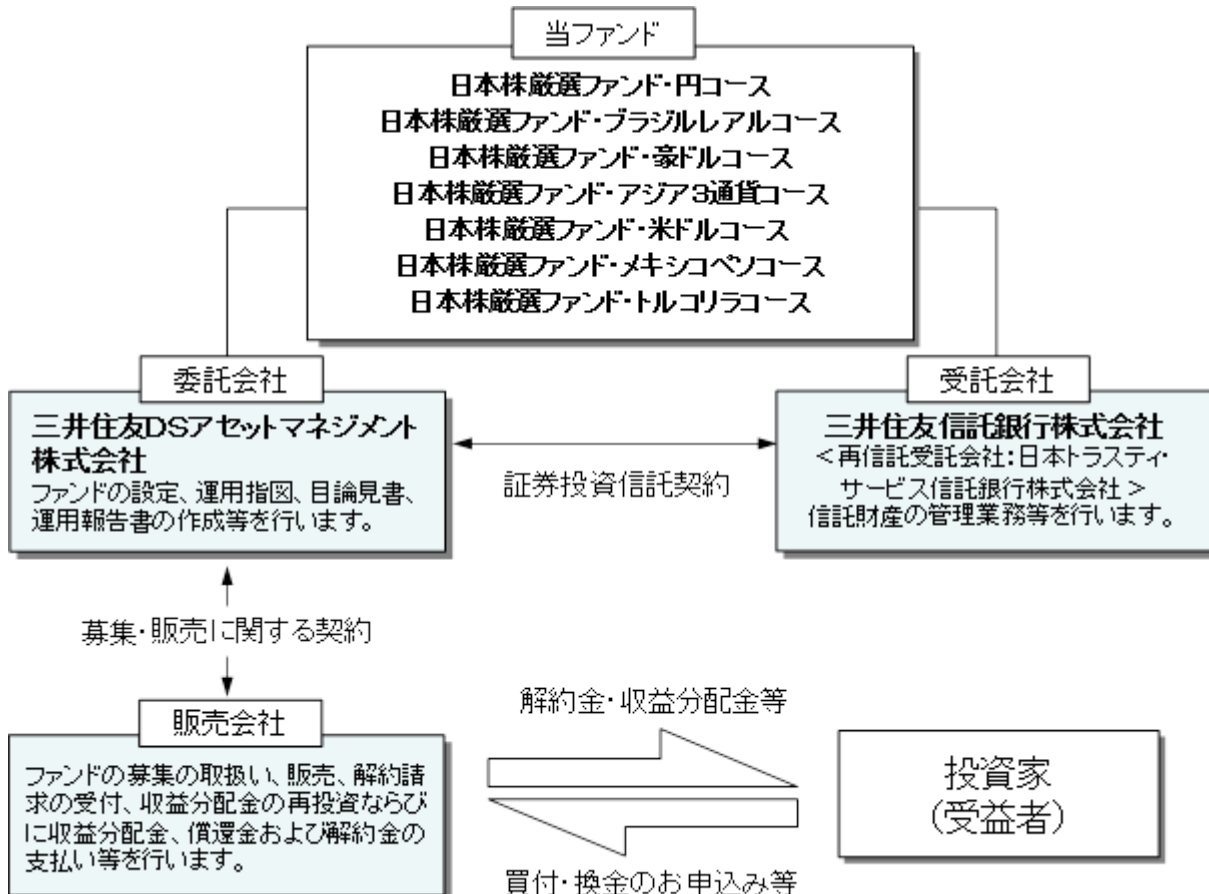 当ファンド
日本株厳選ファンド・円コース
日本株厳選ファンド・ブラジルレアルコース
日本株厳選ファンド・豪ドルコース
日本株厳選ファンド・アジア3通貨コース
日本株厳選ファンド・米ドルコース
日本株厳選ファンド・メキシコペソコース
日本株厳選ファンド・トルコリラコース
委託会社
三井住友DSアセットマネジメント
株式会社
ファンドの設定、運用指図、目論見書、
運用報告書の作成等を行います。
証券投資信託契約
受託会社
三井住友信託銀行株式会社
＜再信託受託会社：日本トラスティ・
サービス信託銀行株式会社＞
信託財産の管理業務等を行います。
募集・販売に関する契約
販売会社
ファンドの募集の取扱い、販売、解約請
求の受付、収益分配金の再投資ならび
に収益分配金、償還金および解約金の
支払い等を行います。
解約金・収益分配金等
買付・換金のお申込み等
投資家
(受益者)